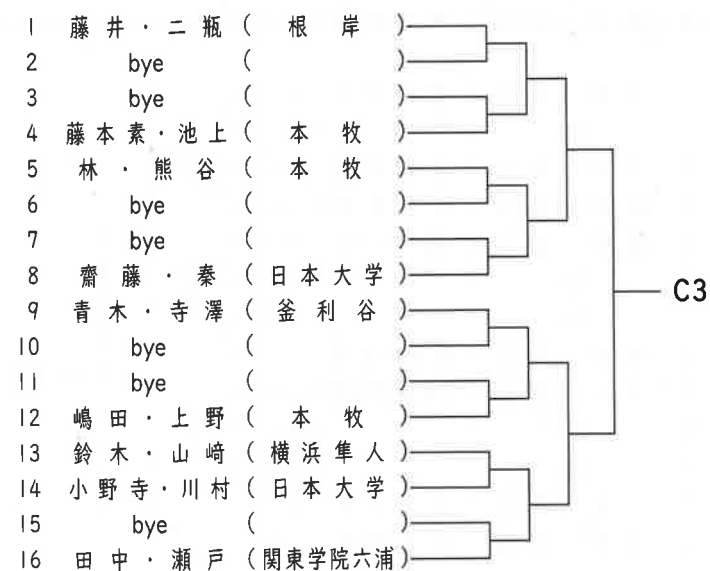 1 藤井・二瓶 ( 根岸 )
2 bye ( )
3 bye ( )
4 藤本素・池上 ( 本牧 )
5 林・熊谷 ( 本牧 )
6 bye ( )
7 bye ( )
8 齋藤・秦 ( 日本大学 )
9 青木・寺澤 ( 釜利谷 )
10 bye ( )
11 bye ( )
12 嶋田・上野 ( 本牧 )
13 鈴木・山﨑 ( 横浜隼人 )
14 小野寺・川村 ( 日本大学 )
15 bye ( )
16 田中・瀬戸 ( 関東学院六浦 )
C3